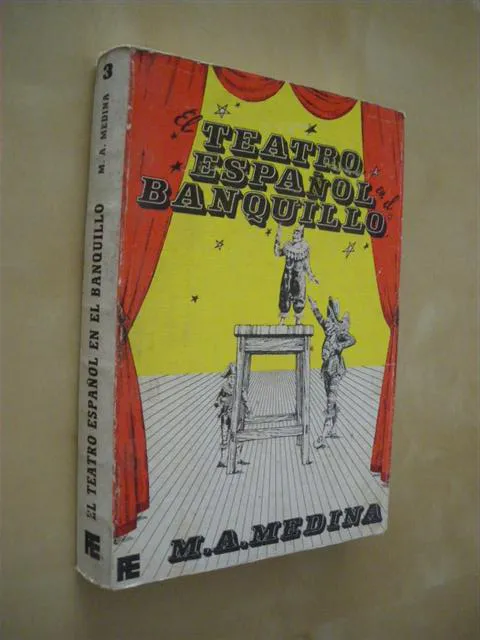 El
TEATRO
ESPAÑOL
en el
BANQUILLO
M.A.MEDINA
EL TEATRO ESPAÑOL EN EL BANQUILLO
M. A. MEDINA
3
FE